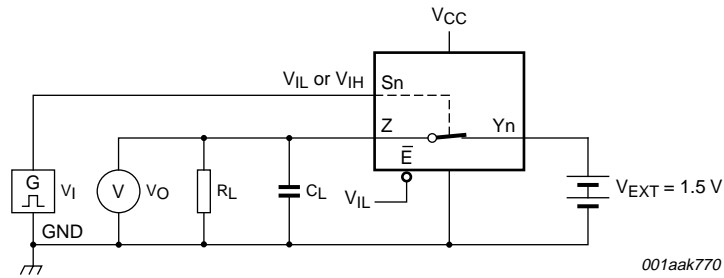 VCC
VIL or VIH
Sn
Z
Yn
E
G
VI
V
VO
RL
CL
VIL
VEXT = 1.5 V
GND
001aak770